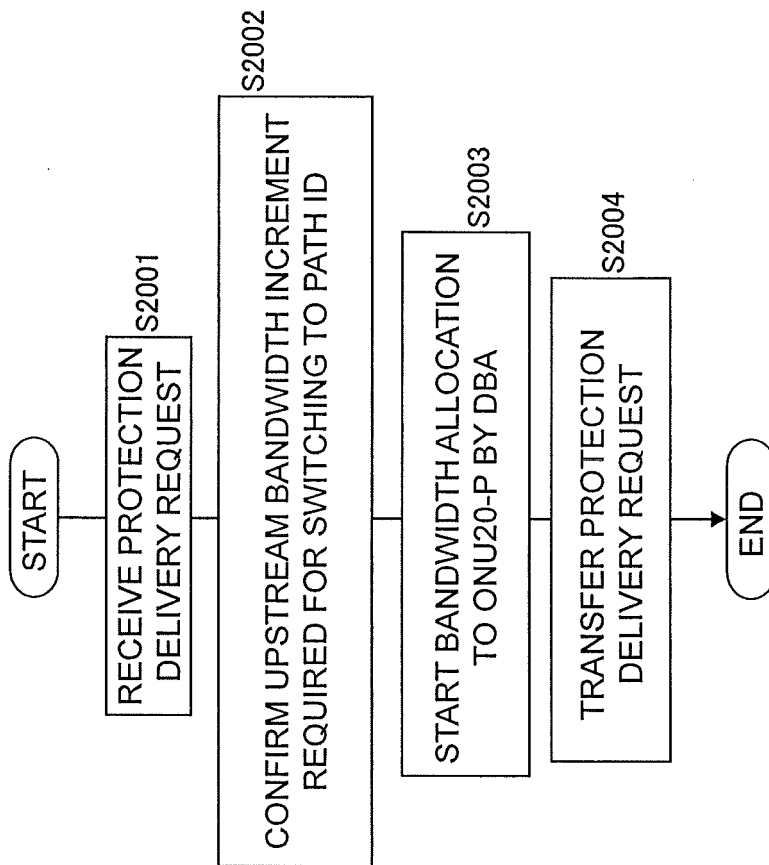 START
S2001
RECEIVE PROTECTION
DELIVERY REQUEST
S2002
CONFIRM UPSTREAM BANDWIDTH INCREMENT
REQUIRED FOR SWITCHING TO PATH ID
S2003
START BANDWIDTH ALLOCATION
TO ONU20-P BY DBA
S2004
TRANSFER PROTECTION
DELIVERY REQUEST
END